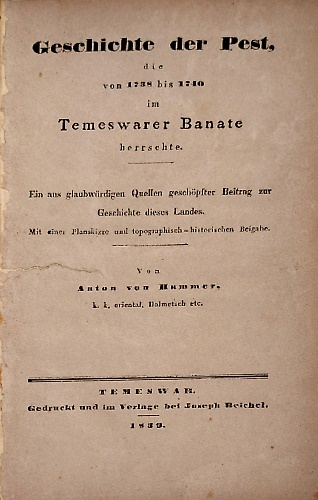 Geschichte der Pest,
die
von 1738 bis 1740
im
Temeswarer Banate
herrschte.
Ein aus glaubwürdigen Quellen geschöpfter Beitrag zur
Geschichte dieses Landes.
Mit einer Planskizze und topographisch-historischen Beigabe.
Von
Anton von Hammer,
k. k. oriental. Dolmetsch etc.
TEMESWAR.
Gedruckt und im Verlage bei Joseph Beichel.
1839.